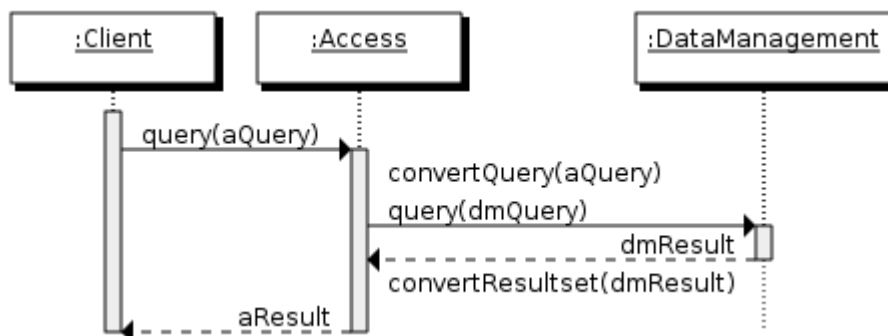 :Client
:Access
:DataManagement
query(aQuery)
convertQuery(aQuery)
query(dmQuery)
dmResult
convertResultset(dmResult)
aResult